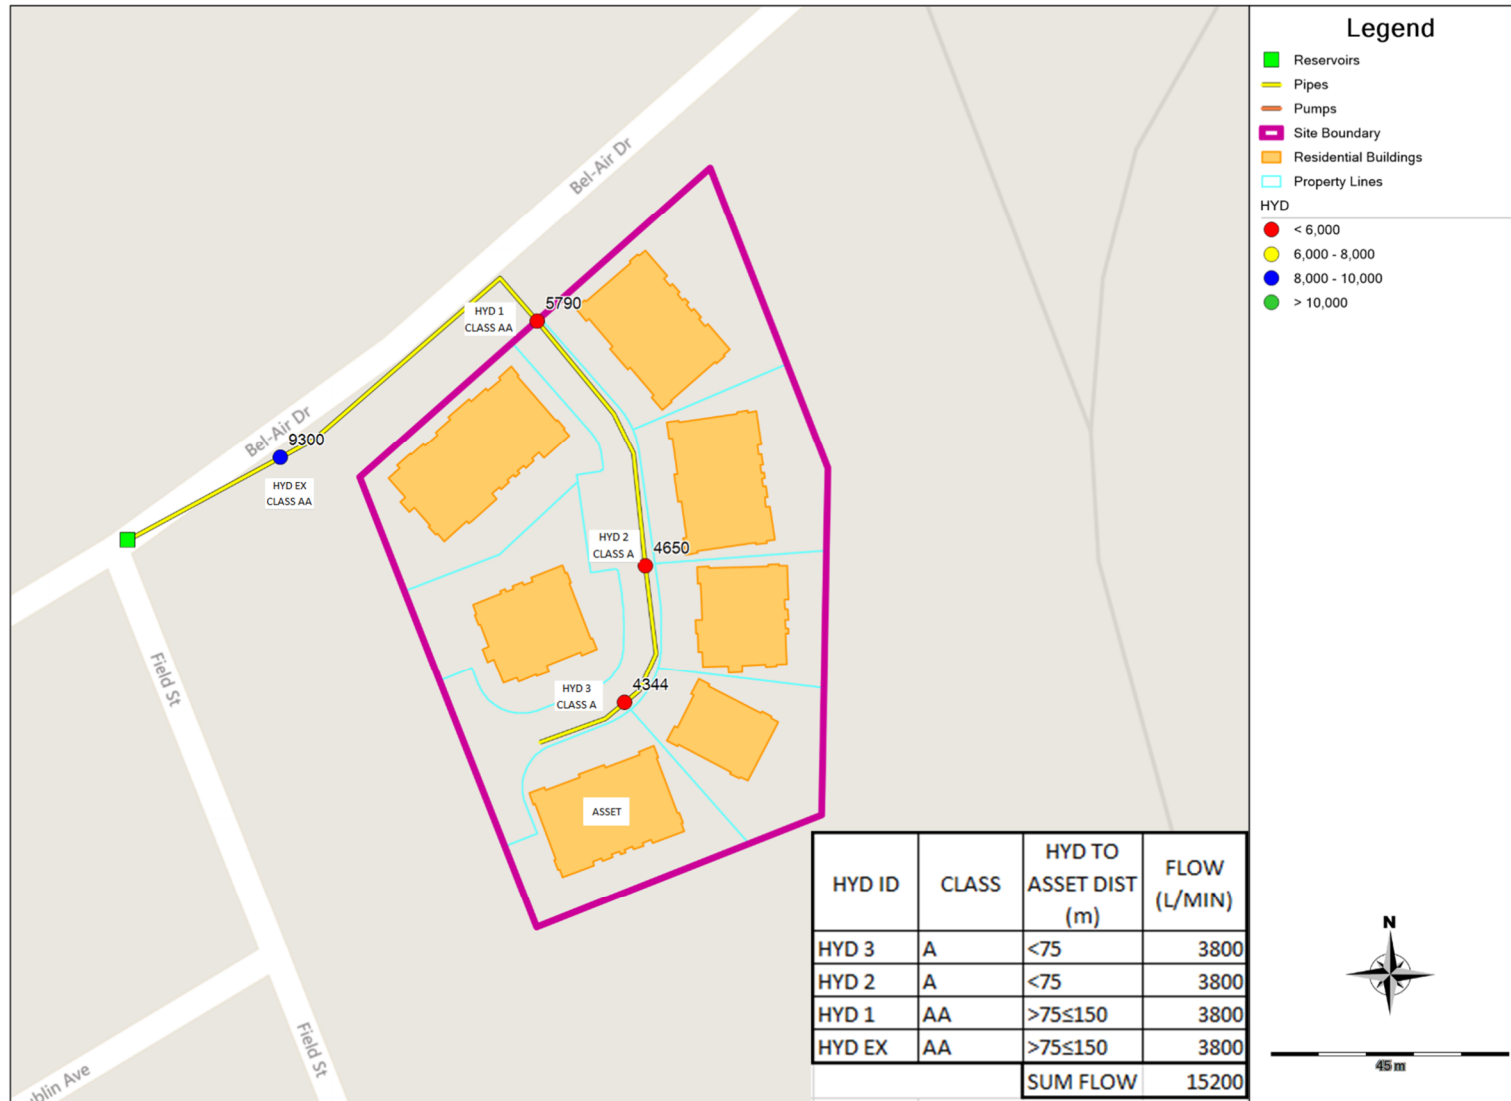 Legend
Reservoirs
Pipes
Pumps
Site Boundary
Residential Buildings
Property Lines
HYD
< 6,000
6,000 - 8,000
8,000 - 10,000
> 10,000
Bel-Air Dr
5790
HYD 1
CLASS AA
Bel-Air Dr
9300
HYD EX
CLASS AA
HYD 2
CLASS A
4650
Field St
4344
HYD 3
CLASS A
ASSET
HYD ID CLASS HYD TO ASSET DIST (m) FLOW (L/MIN)
HYD 3 A <75 3800
HYD 2 A <75 3800
HYD 1 AA >75≤150 3800
HYD EX AA >75≤150 3800
SUM FLOW 15200
N
45 m
Field St
ublin Ave